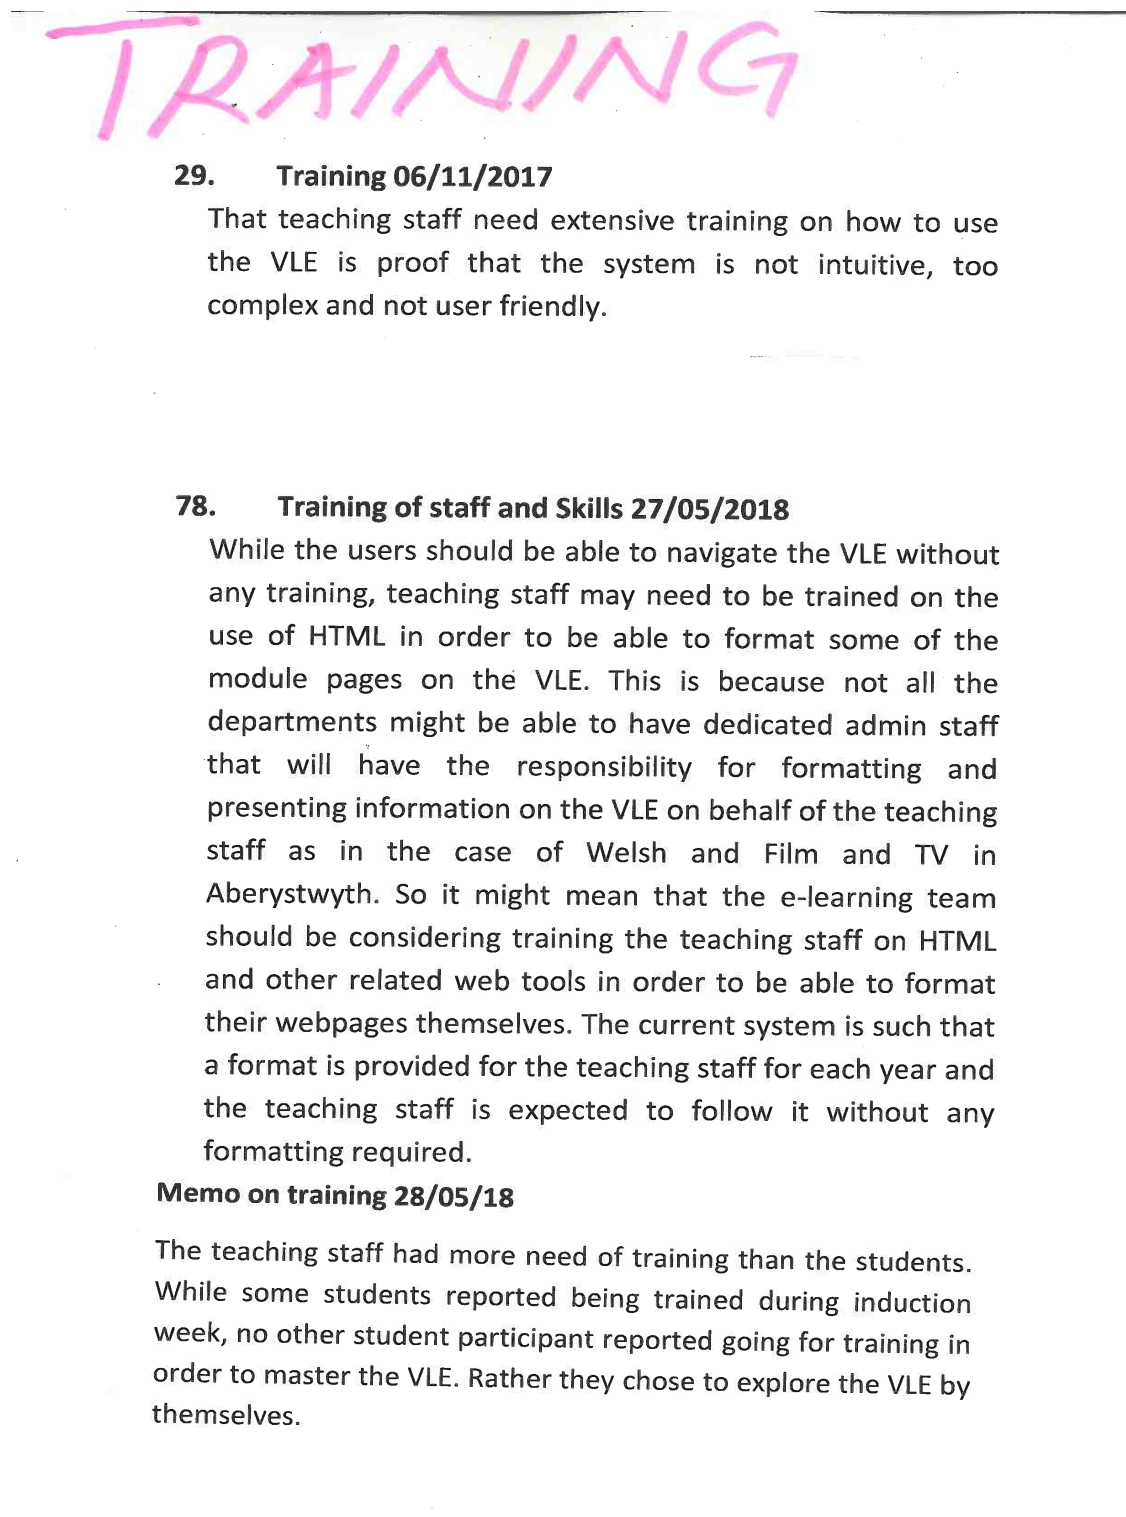 TRAINING
29. Training 06/11/2017
That teaching staff need extensive training on how to use
the VLE is proof that the system is not intuitive, too
complex and not user friendly.
78. Training of staff and Skills 27/05/2018
While the users should be able to navigate the VLE without
any training, teaching staff may need to be trained on the
use of HTML in order to be able to format some of the
module pages on the VLE. This is because not all the
departments might be able to have dedicated admin staff
that will have the responsibility for formatting and
presenting information on the VLE on behalf of the teaching
staff as in the case of Welsh and Film and TV in
Aberystwyth. So it might mean that the e-learning team
should be considering training the teaching staff on HTML
and other related web tools in order to be able to format
their webpages themselves. The current system is such that
a format is provided for the teaching staff for each year and
the teaching staff is expected to follow it without any
formatting required.
Memo on training 28/05/18
The teaching staff had more need of training than the students.
While some students reported being trained during induction
week, no other student participant reported going for training in
order to master the VLE. Rather they chose to explore the VLE by
themselves.